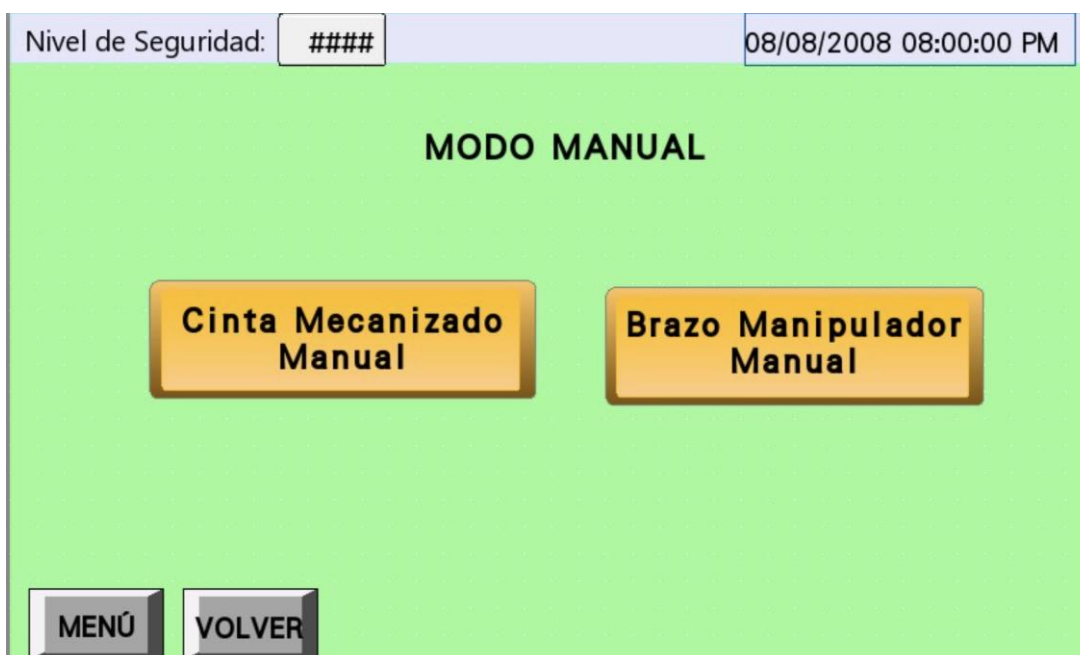 Nivel de Seguridad: ####
08/08/2008 08:00:00 PM
MODO MANUAL
Cinta Mecanizado
Manual
Brazo Manipulador
Manual
MENÚ
VOLVER